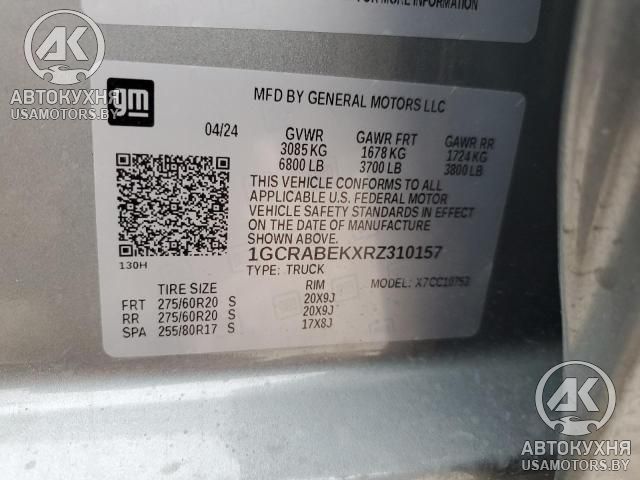 FOR MORE INFORMATION
АВТОКУХНЯ
USAMOTORS.BY
gm
MFD BY GENERAL MOTORS LLC
04/24 GVWR GAWR FRT GAWR RR
3085 KG 1678 KG 1724 KG
6800 LB 3700 LB 3800 LB
THIS VEHICLE CONFORMS TO ALL
APPLICABLE U.S. FEDERAL MOTOR
VEHICLE SAFETY STANDARDS IN EFFECT
ON THE DATE OF MANUFACTURE
SHOWN ABOVE.
130H
1GCRABEKXRZ310157
TYPE: TRUCK MODEL:
TIRE SIZE RIM
FRT 275/60R20 S 20X9J
RR 275/60R20 S 20X9J
SPA 255/80R17 S 17X8J
АВТОКУХНЯ
USAMOTORS.BY